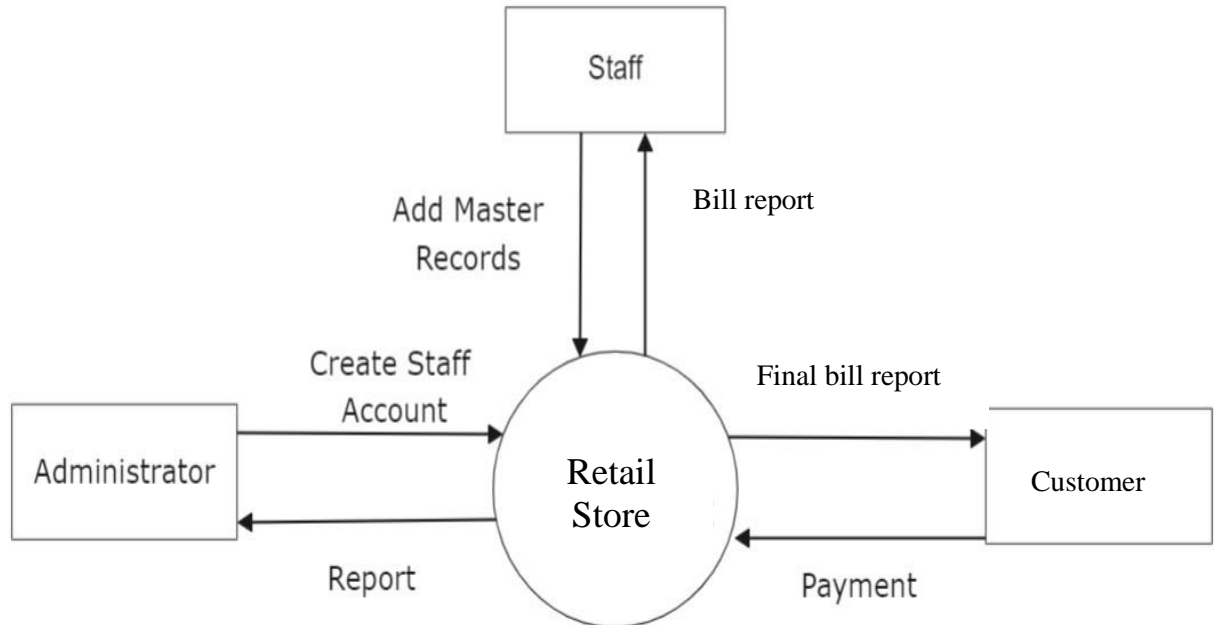 Staff
Add Master
Records
Bill report
Create Staff
Account
Final bill report
Administrator
Retail
Store
Customer
Report
Payment